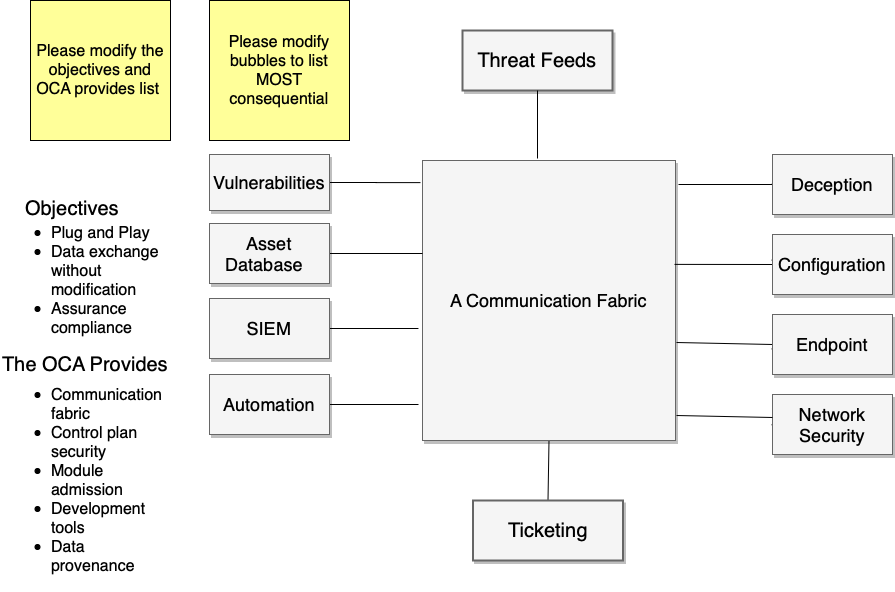 Please modify the
objectives and
OCA provides list
Please modify
bubbles to list
MOST
consequential
Threat Feeds
Vulnerabilities
Asset
Database
SIEM
Automation
A Communication Fabric
Deception
Configuration
Endpoint
Network
Security
Ticketing
Objectives
• Plug and Play
• Data exchange
without
modification
• Assurance
compliance
The OCA Provides
• Communication
fabric
• Control plan
security
• Module
admission
• Development
tools
• Data
provenance